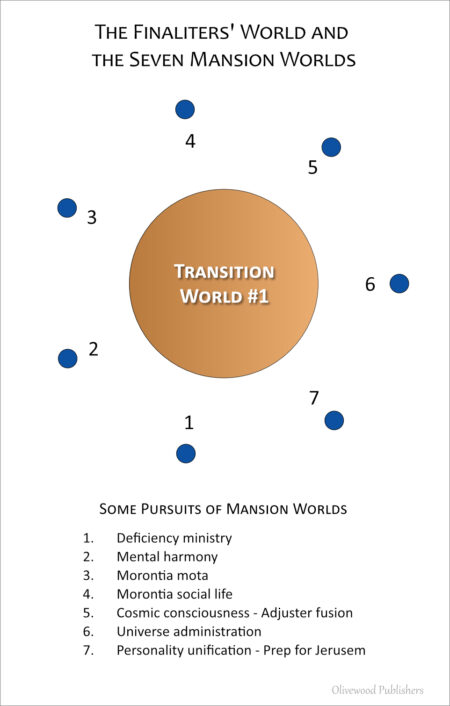 The Finaliters' World and
the Seven Mansion Worlds
4
5
3
Transition
World #1
6
2
7
1
Some Pursuits of Mansion Worlds
1. Deficiency ministry
2. Mental harmony
3. Morontia mota
4. Morontia social life
5. Cosmic consciousness - Adjuster fusion
6. Universe administration
7. Personality unification - Prep for Jerusem
Olivewood Publishers